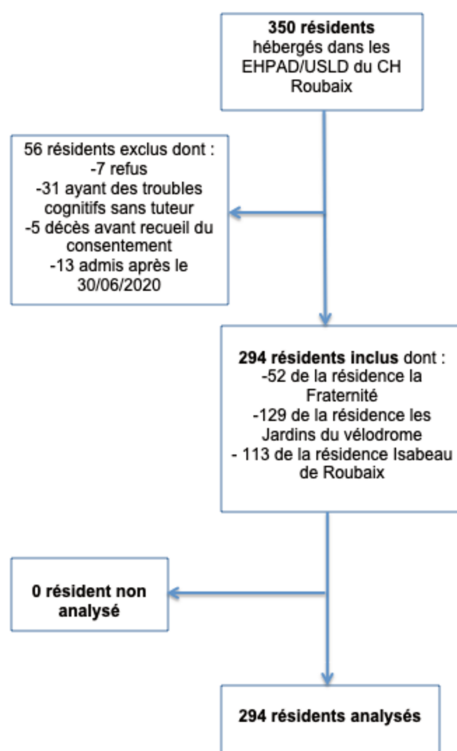 350 résidents
hébergés dans les
EHPAD/USLD du CH
Roubaix
56 résidents exclus dont :
-7 refus
-31 ayant des troubles
cognitifs sans tuteur
-5 décès avant recueil du
consentement
-13 admis après le
30/06/2020
294 résidents inclus dont :
-52 de la résidence la
Fraternité
-129 de la résidence les
Jardins du vélodrome
- 113 de la résidence Isabeau
de Roubaix
0 résident non
analysé
294 résidents analysés